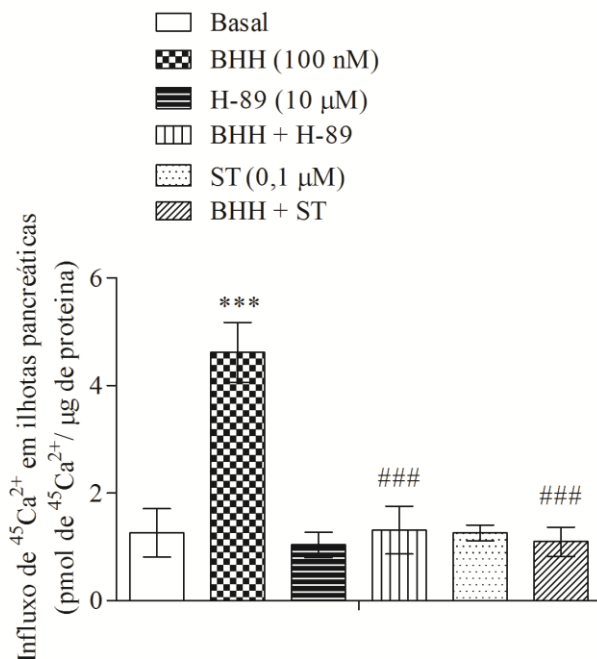 Basal
BHH (100 nM)
H-89 (10 µM)
BHH + H-89
ST (0,1 µM)
BHH + ST
Influxo de ⁴⁵Ca²⁺ em ilhotas pancreáticas
(pmol de ⁴⁵Ca²⁺/ µg de proteina)
6
4
2
0
***
###
###